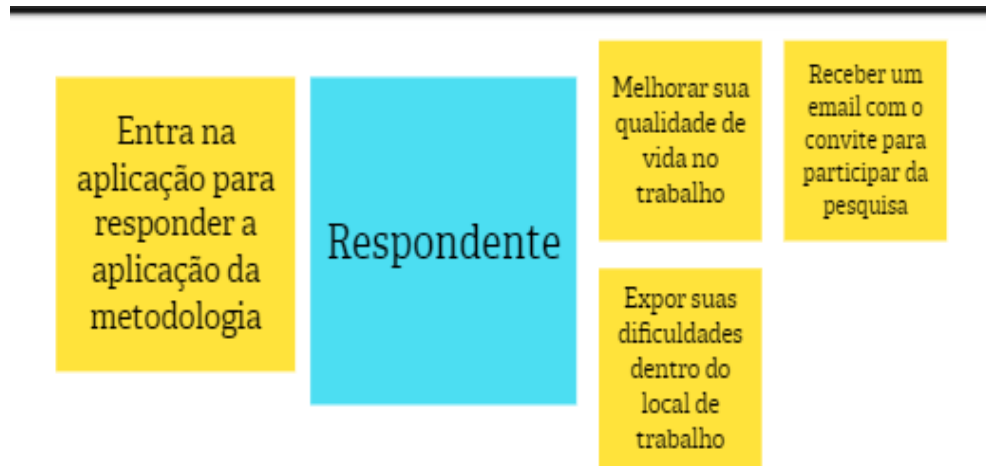 Entra na
aplicação para
responder a
aplicação da
metodologia
Respondente
Melhorar sua
qualidade de
vida no
trabalho
Receber um
email com o
convite para
participar da
pesquisa
Expor suas
dificuldades
dentro do
local de
trabalho